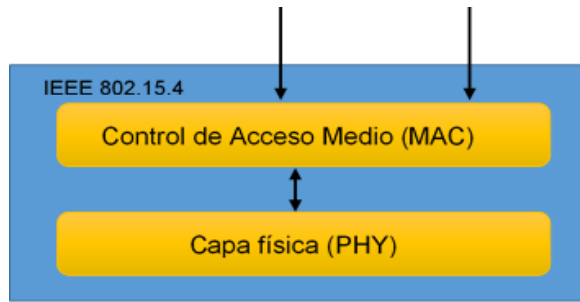 IEEE 802.15.4
Control de Acceso Medio (MAC)
Capa física (PHY)